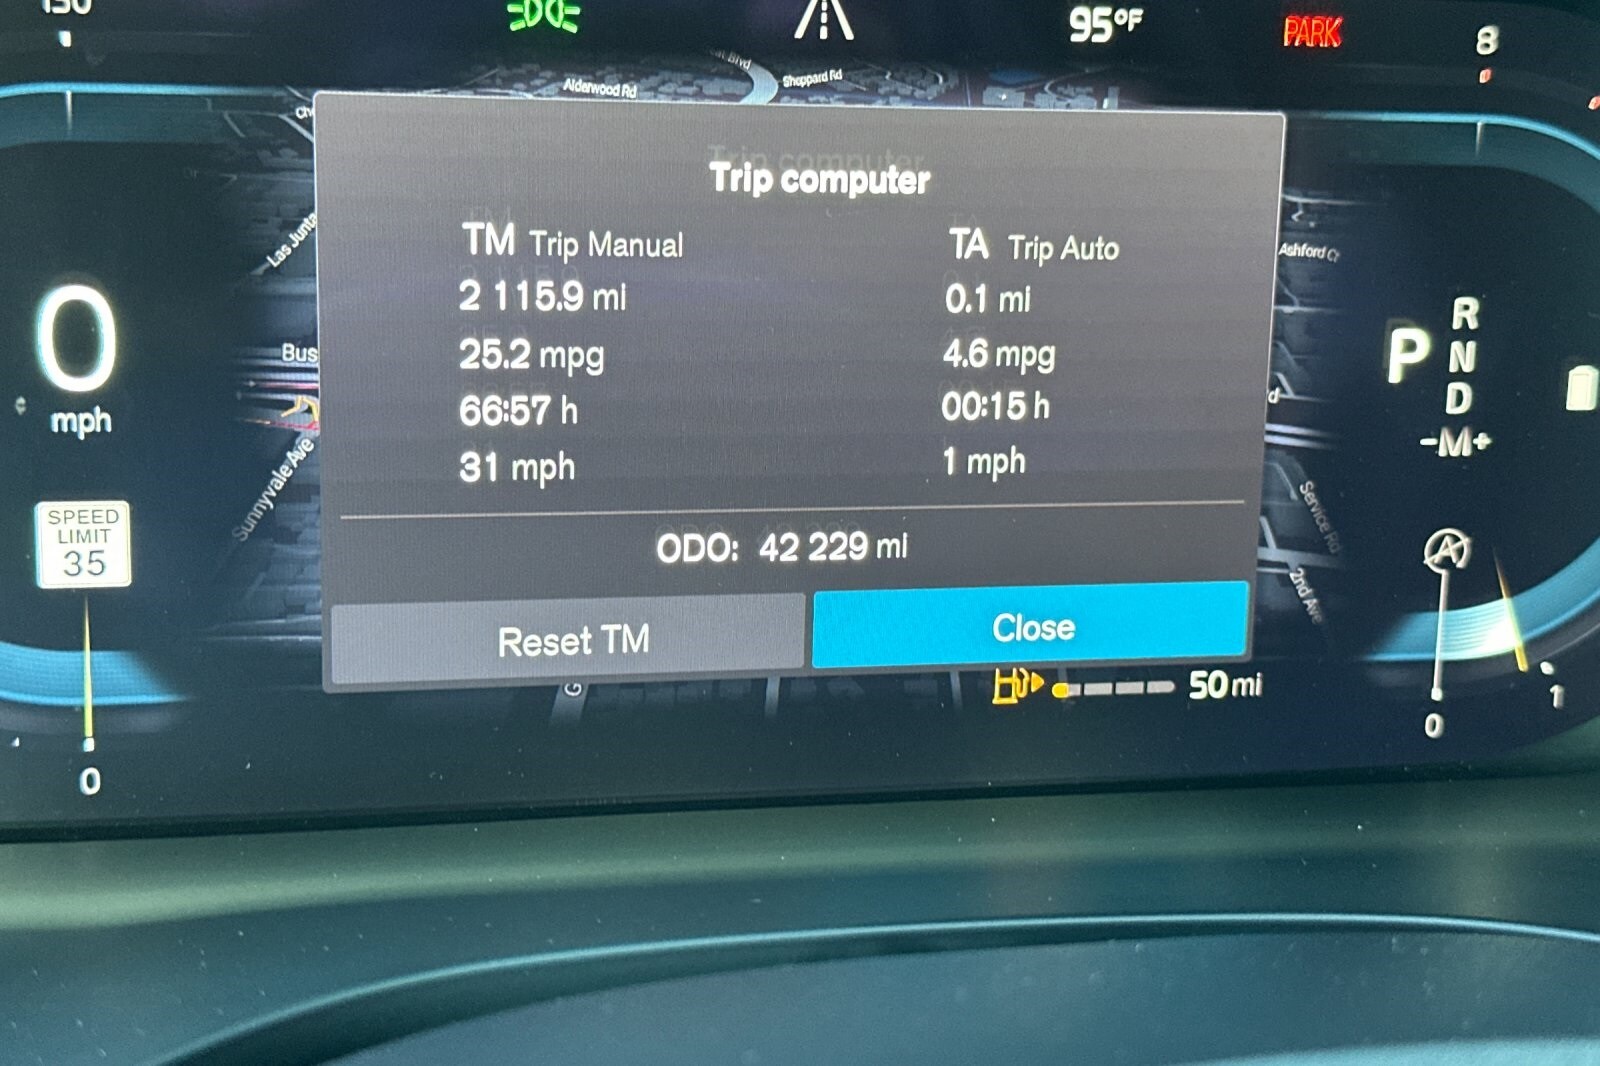 95°F
PARK
8
Alderwood Rd
Sheppard Rd
Trip computer
TM Trip Manual
TA Trip Auto
2 115.9 mi
0.1 mi
25.2 mpg
4.6 mpg
66:57 h
00:15 h
31 mph
1 mph
ODO: 42 229 mi
Reset TM
Close
0
mph
SPEED
LIMIT
35
Las Junta
Bus
Sunnyvale Ave
Ashford Ct
Service Rd
2nd Ave
P
R
N
D
-M+
A
50 mi
0
0
1